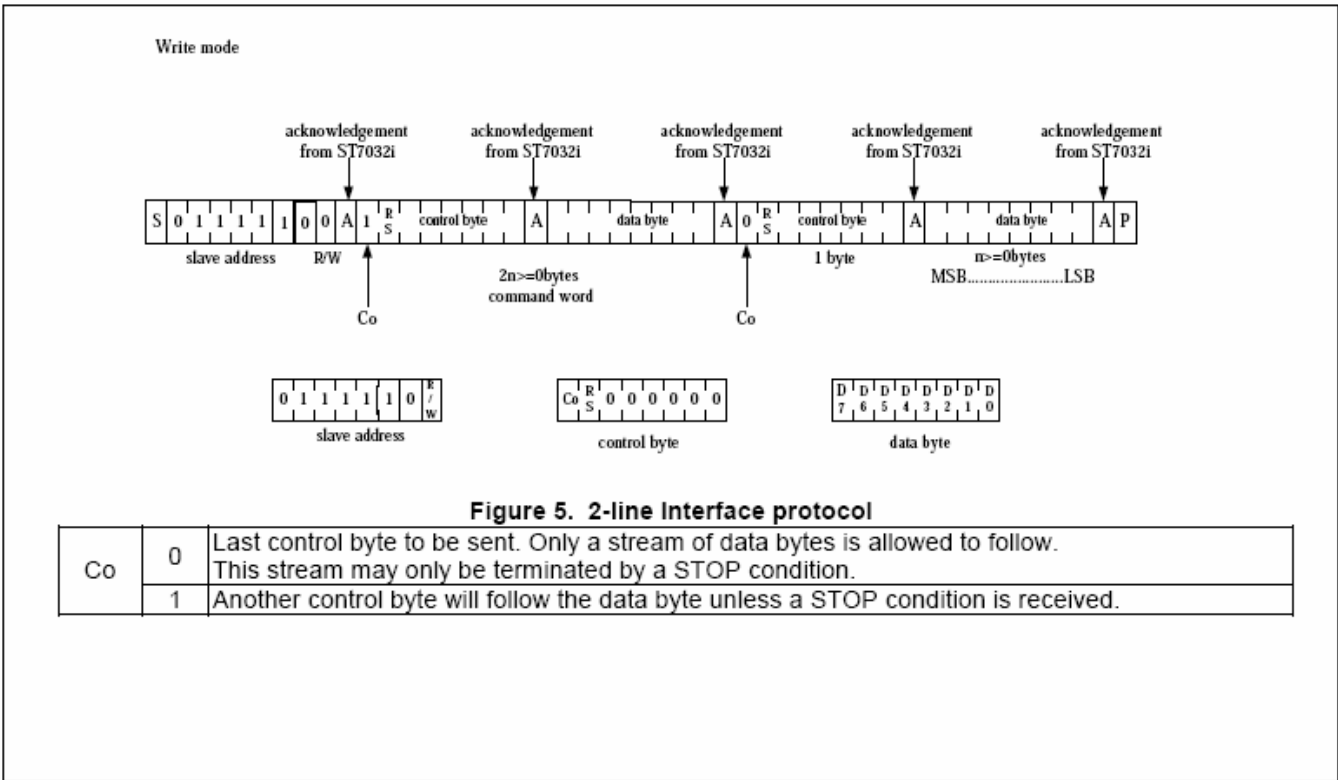 Write mode
acknowledgement from ST7032i
acknowledgement from ST7032i
acknowledgement from ST7032i
acknowledgement from ST7032i
acknowledgement from ST7032i
S 0 1 1 1 1 1 0 0 A 1 RS control byte A data byte A 0 RS control byte A data byte A P
slave address R/W 2n>=0bytes 1 byte n>=0bytes
command word MSB........................LSB
Co Co
0 1 1 1 1 1 0 R/W Co RS 0 0 0 0 0 0 D7 D6 D5 D4 D3 D2 D1 D0
slave address control byte data byte
Figure 5. 2-line Interface protocol
Co 0 Last control byte to be sent. Only a stream of data bytes is allowed to follow.
This stream may only be terminated by a STOP condition.
1 Another control byte will follow the data byte unless a STOP condition is received.